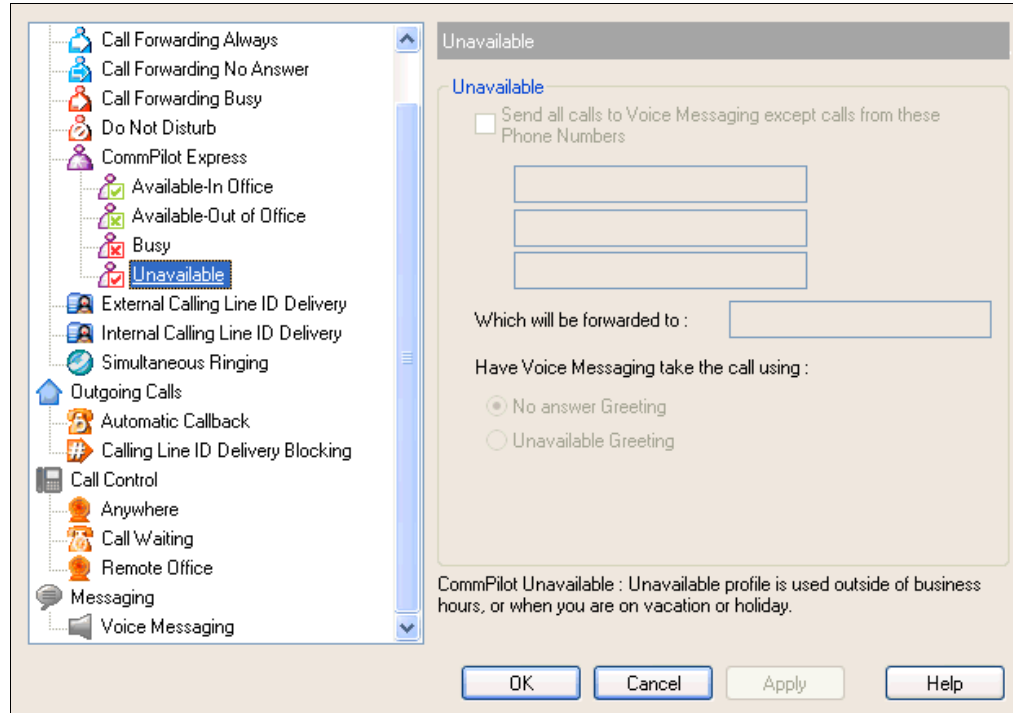 Call Forwarding Always
Call Forwarding No Answer
Call Forwarding Busy
Do Not Disturb
CommPilot Express
Available-In Office
Available-Out of Office
Busy
Unavailable
External Calling Line ID Delivery
Internal Calling Line ID Delivery
Simultaneous Ringing
Outgoing Calls
Automatic Callback
Calling Line ID Delivery Blocking
Call Control
Anywhere
Call Waiting
Remote Office
Messaging
Voice Messaging
Unavailable
Unavailable
Send all calls to Voice Messaging except calls from these
Phone Numbers
Which will be forwarded to :
Have Voice Messaging take the call using :
No answer Greeting
Unavailable Greeting
CommPilot Unavailable : Unavailable profile is used outside of business
hours, or when you are on vacation or holiday.
OK
Cancel
Apply
Help